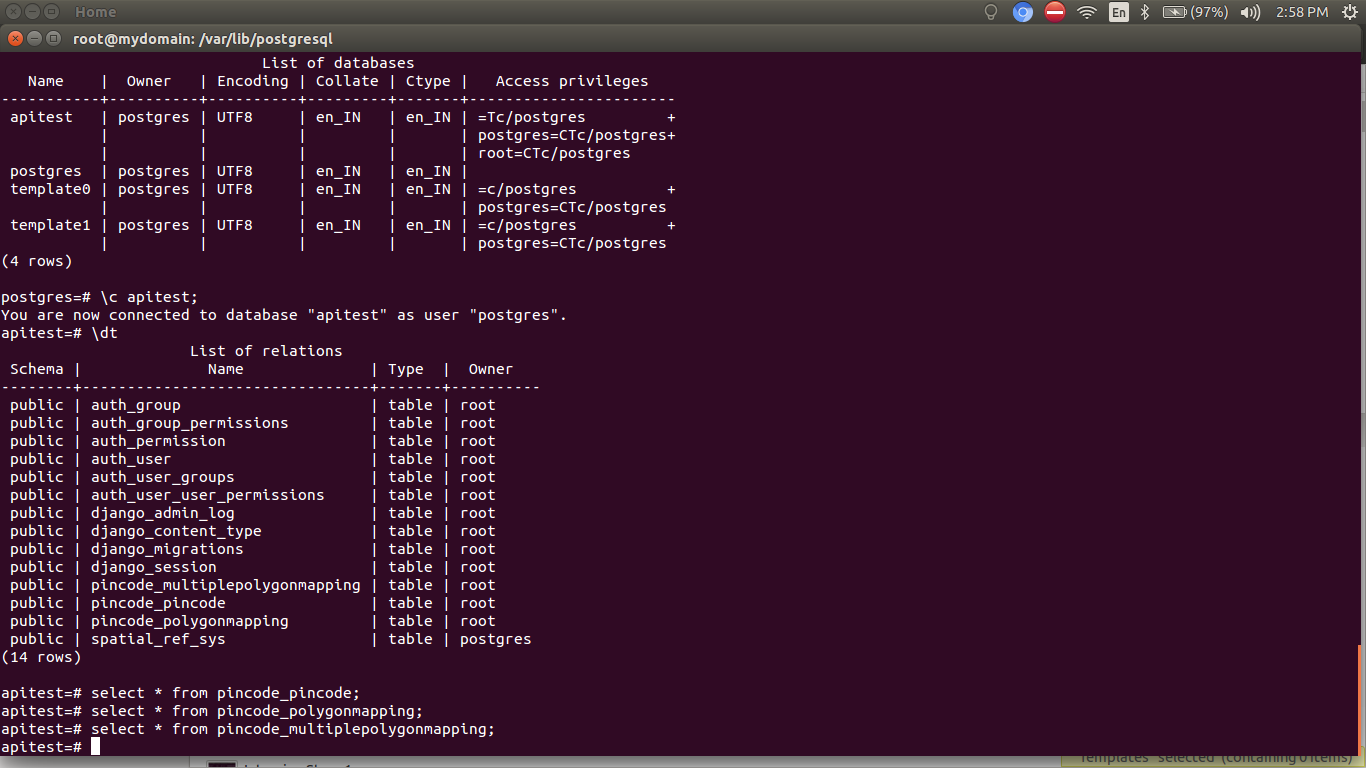 Home
En
(97%)
2:58 PM
root@mydomain: /var/lib/postgresql
                             List of databases
   Name    |  Owner   | Encoding | Collate | Ctype |   Access privileges
-----------+----------+----------+---------+-------+-----------------------
 apitest   | postgres | UTF8     | en_IN   | en_IN | =Tc/postgres         +
           |          |          |         |       | postgres=CTc/postgres+
           |          |          |         |       | root=CTc/postgres
 postgres  | postgres | UTF8     | en_IN   | en_IN |
 template0 | postgres | UTF8     | en_IN   | en_IN | =c/postgres          +
           |          |          |         |       | postgres=CTc/postgres
 template1 | postgres | UTF8     | en_IN   | en_IN | =c/postgres          +
           |          |          |         |       | postgres=CTc/postgres
(4 rows)
postgres=# \c apitest;
You are now connected to database "apitest" as user "postgres".
apitest=# \dt
                     List of relations
 Schema |              Name              | Type  |  Owner
--------+--------------------------------+-------+----------
 public | auth_group                     | table | root
 public | auth_group_permissions         | table | root
 public | auth_permission                | table | root
 public | auth_user                      | table | root
 public | auth_user_groups               | table | root
 public | auth_user_user_permissions     | table | root
 public | django_admin_log               | table | root
 public | django_content_type            | table | root
 public | django_migrations              | table | root
 public | django_session                 | table | root
 public | pincode_multiplepolygonmapping | table | root
 public | pincode_pincode                | table | root
 public | pincode_polygonmapping         | table | root
 public | spatial_ref_sys                | table | postgres
(14 rows)
apitest=# select * from pincode_pincode;
apitest=# select * from pincode_polygonmapping;
apitest=# select * from pincode_multiplepolygonmapping;
apitest=#
"Templates" selected (containing 0 items)